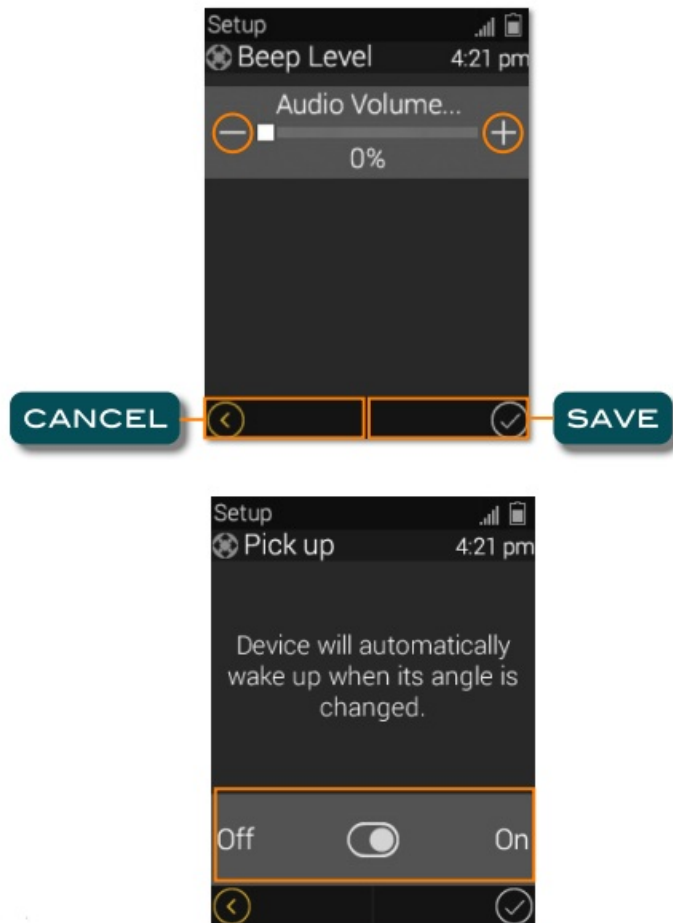 Setup
Beep Level 4:21 pm
Audio Volume...
0%
CANCEL SAVE
Setup
Pick up 4:21 pm
Device will automatically
wake up when its angle is
changed.
Off On